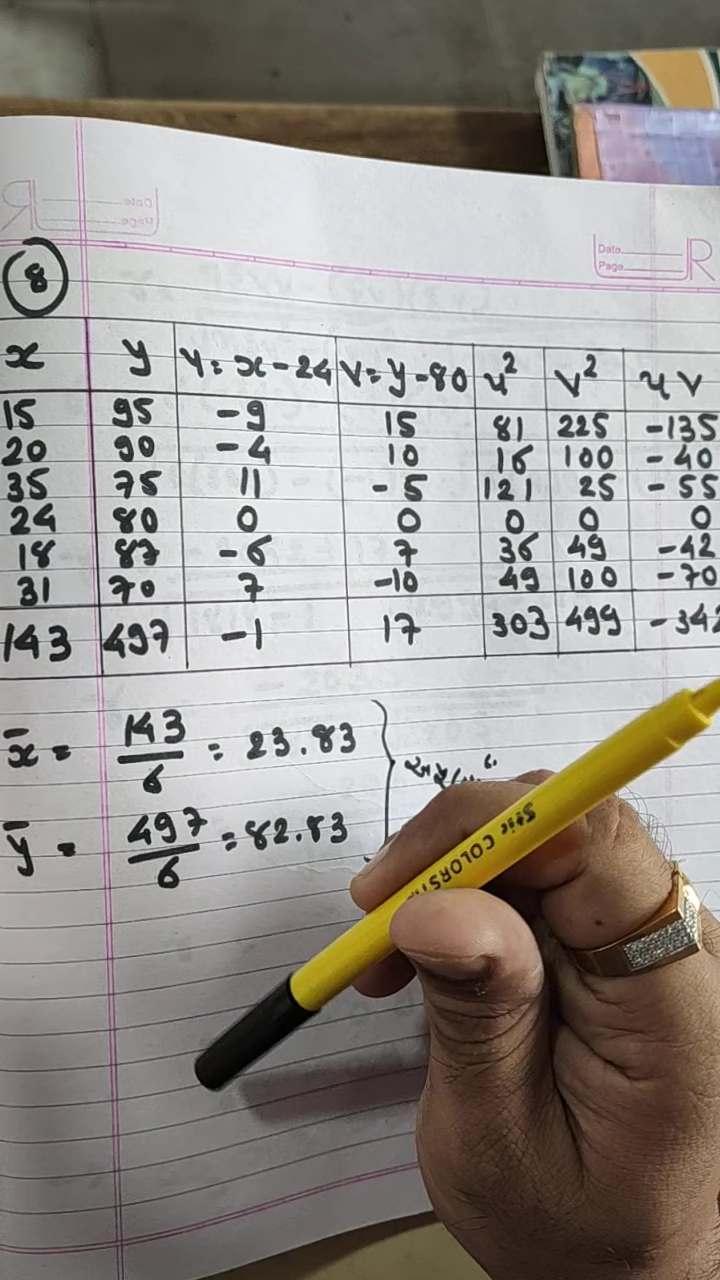 Date
Page
8
x y u = x - 24 v = y - 80 u² v² uv
15 95 -9 15 81 225 -135
20 90 -4 10 16 100 -40
35 75 11 -5 121 25 -55
24 80 0 0 0 0 0
18 87 -6 7 36 49 -42
31 70 7 -10 49 100 -70
143 497 -1 17 303 499 -342
x̄ = 143/6 = 23.83
ȳ = 497/6 = 82.83
Stic COLORST